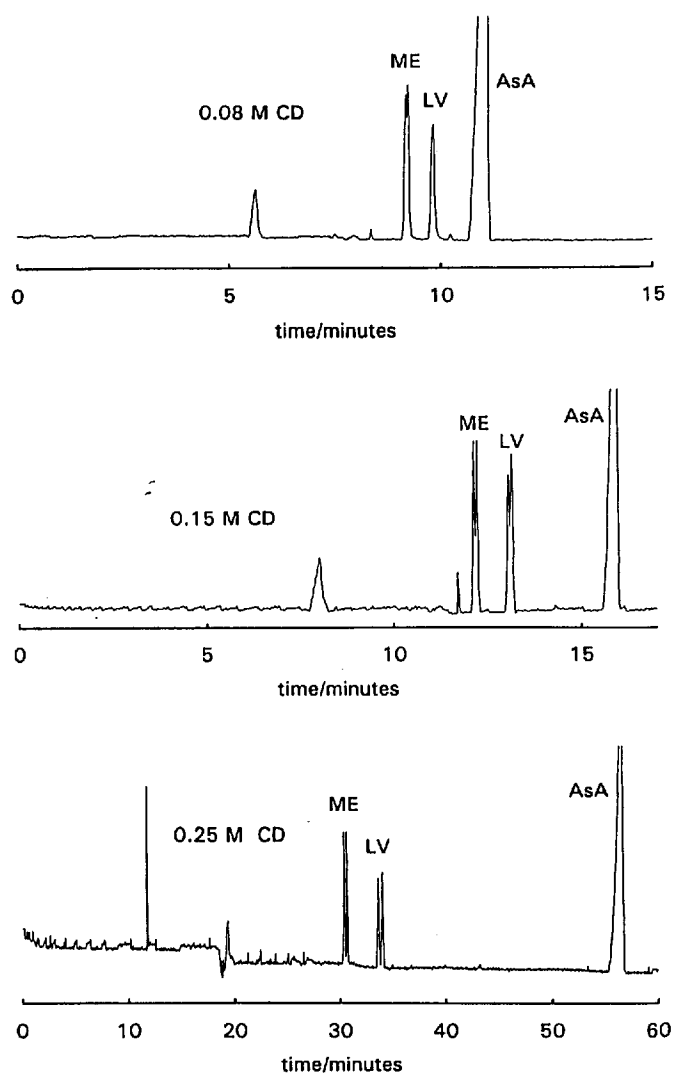 ME
LV
AsA
0.08 M CD
0 5 10 15
time/minutes
ME
LV
AsA
0.15 M CD
0 5 10 15
time/minutes
ME
LV
AsA
0.25 M CD
0 10 20 30 40 50 60
time/minutes